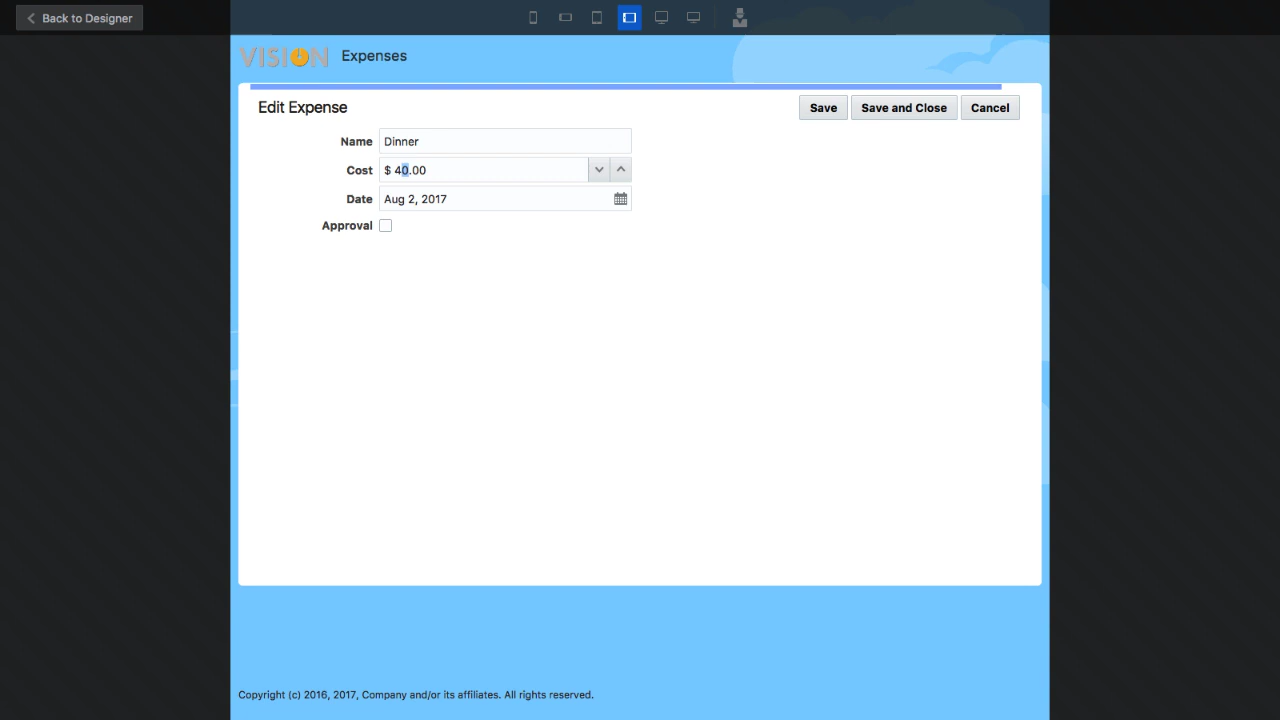 Back to Designer
VISION Expenses
Edit Expense
Save Save and Close Cancel
Name Dinner
Cost $ 40.00
Date Aug 2, 2017
Approval
Copyright (c) 2016, 2017, Company and/or its affiliates. All rights reserved.